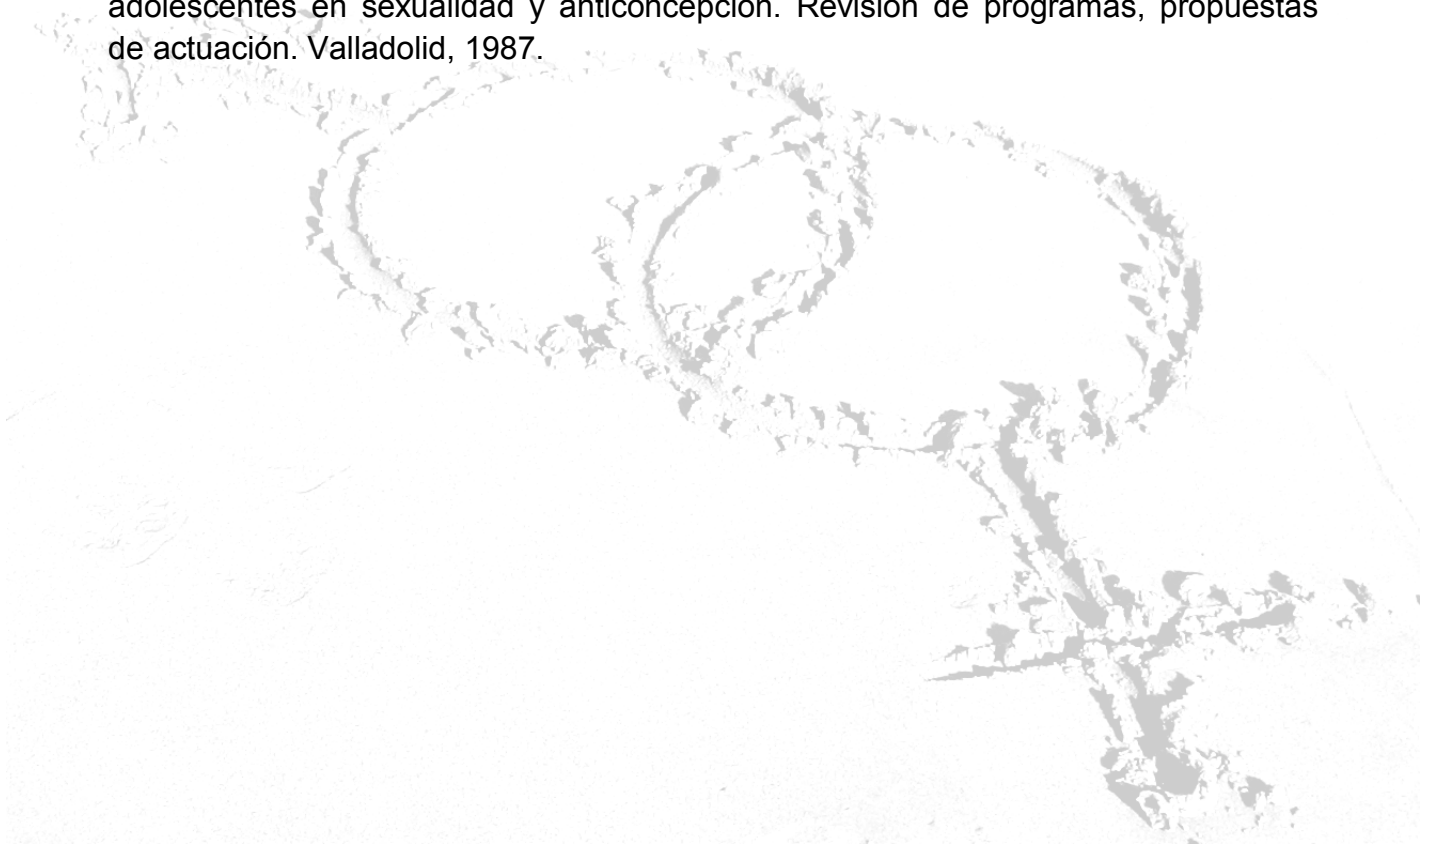 adolescentes en sexualidad y anticoncepción. Revisión de programas, propuestas
de actuación. Valladolid, 1987.